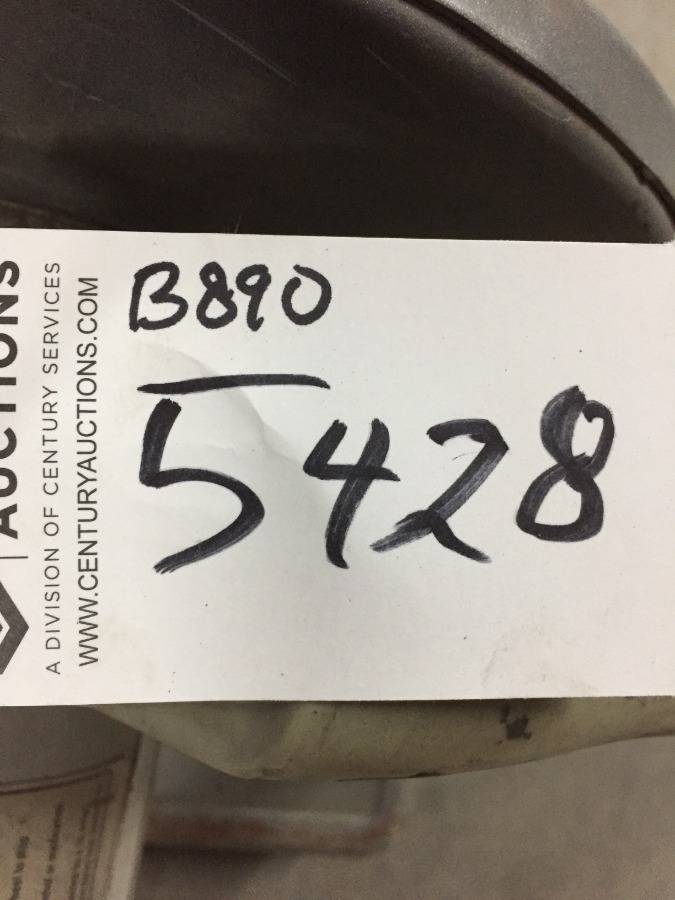 B890
5428
AUCTIONS
A DIVISION OF CENTURY SERVICES
WWW.CENTURYAUCTIONS.COM